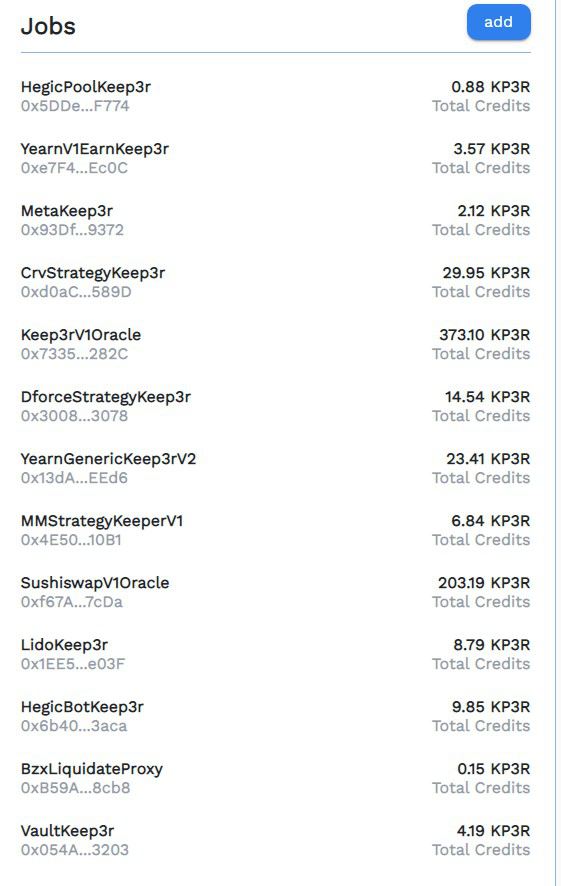 Jobs
add
HegicPoolKeep3r
0.88 KP3R
0x5DDe...F774
Total Credits
YearnV1EarnKeep3r
3.57 KP3R
0xe7F4...Ec0C
Total Credits
MetaKeep3r
2.12 KP3R
0x93Df...9372
Total Credits
CrvStrategyKeep3r
29.95 KP3R
0xd0aC...589D
Total Credits
Keep3rV1Oracle
373.10 KP3R
0x7335...282C
Total Credits
DforceStrategyKeep3r
14.54 KP3R
0x3008...3078
Total Credits
YearnGenericKeep3rV2
23.41 KP3R
0x13dA...EEd6
Total Credits
MMStrategyKeeperV1
6.84 KP3R
0x4E50...10B1
Total Credits
SushiswapV1Oracle
203.19 KP3R
0xf67A...7cDa
Total Credits
LidoKeep3r
8.79 KP3R
0x1EE5...e03F
Total Credits
HegicBotKeep3r
9.85 KP3R
0x6b40...3aca
Total Credits
BzxLiquidateProxy
0.15 KP3R
0xB59A...8cb8
Total Credits
VaultKeep3r
4.19 KP3R
0x054A...3203
Total Credits